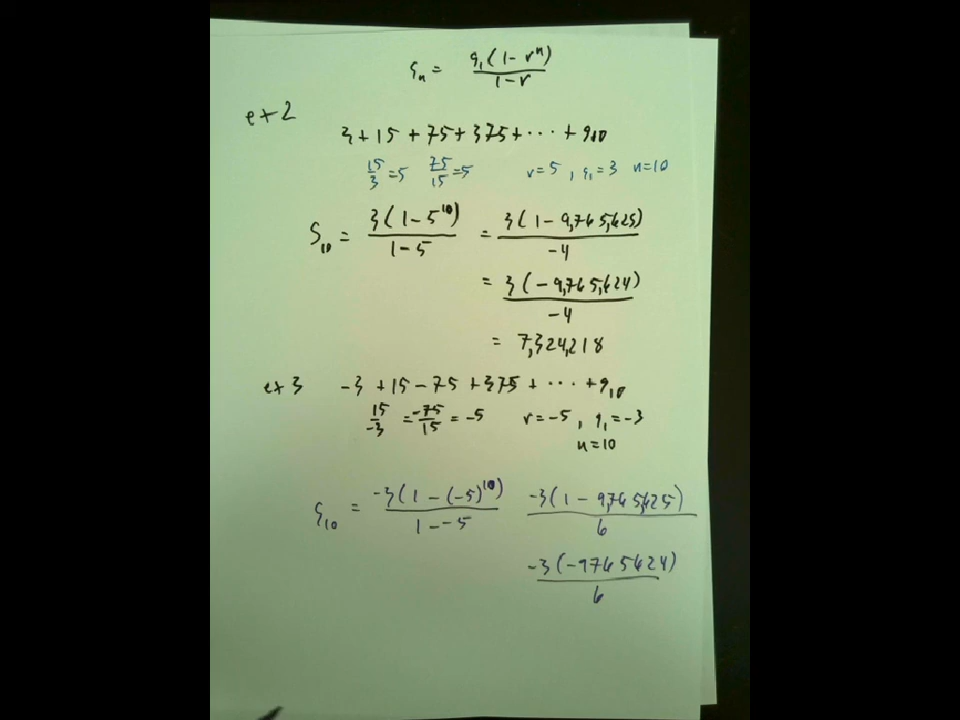 Sₙ = a₁(1-rⁿ)/(1-r)
ex 2
3 + 15 + 75 + 375 + ... + a₁₀
15/3 = 5 75/15 = 5 r = 5, a₁ = 3 n = 10
S₁₀ = 3(1-5¹⁰)/(1-5) = 3(1-9,765,625)/-4
= 3(-9,765,624)/-4
= 7,324,218
ex 3 -3 + 15 - 75 + 375 + ... + a₁₀
15/-3 = -75/15 = -5 r = -5, a₁ = -3
n = 10
S₁₀ = -3(1-(-5)¹⁰)/(1--5) -3(1-9,765,625)/6
-3(-9765624)/6